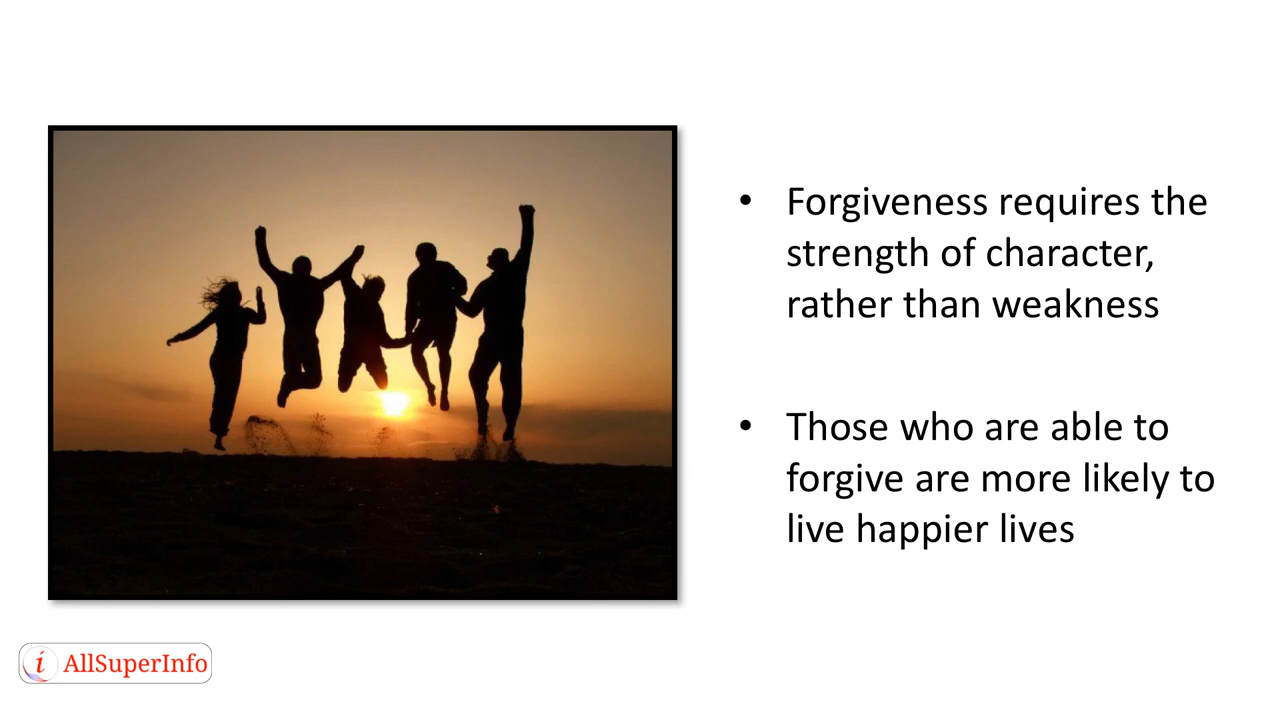 • Forgiveness requires the
strength of character,
rather than weakness
• Those who are able to
forgive are more likely to
live happier lives
i AllSuperInfo